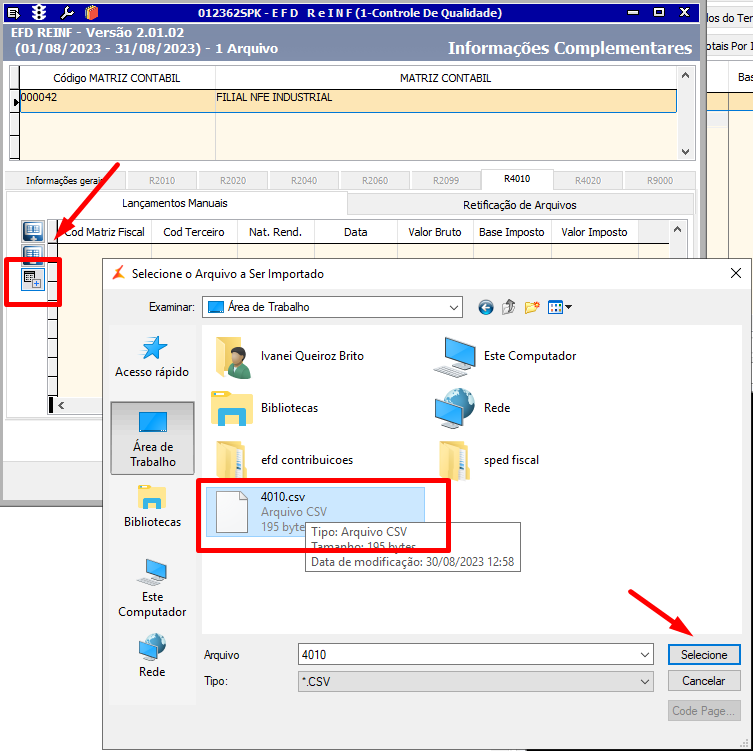 012362SPK - E F D   R e I N F (1-Controle De Qualidade)
EFD REINF - Versão 2.01.02
(01/08/2023 - 31/08/2023) - 1 Arquivo
Informações Complementares
Código MATRIZ CONTABIL MATRIZ CONTABIL
000042 FILIAL NFE INDUSTRIAL
Informações gerais R2010 R2020 R2040 R2060 R2099 R4010 R4020 R9000
Lançamentos Manuais Retificação de Arquivos
Cod Matriz Fiscal Cod Terceiro Nat. Rend. Data Valor Bruto Base Imposto Valor Imposto
los do Ter
otais Por I
Bas
Selecione o Arquivo a Ser Importado
Examinar: Área de Trabalho
Acesso rápido
Área de
Trabalho
Bibliotecas
Este
Computador
Rede
Ivanei Queiroz Brito
Este Computador
Bibliotecas
Rede
efd contribuicoes
sped fiscal
4010.csv
Arquivo CSV
195 bytes
Tipo: Arquivo CSV
Tamanho: 195 bytes
Data de modificação: 30/08/2023 12:58
Arquivo 4010 Selecione
Tipo: *.CSV Cancelar
Code Page...